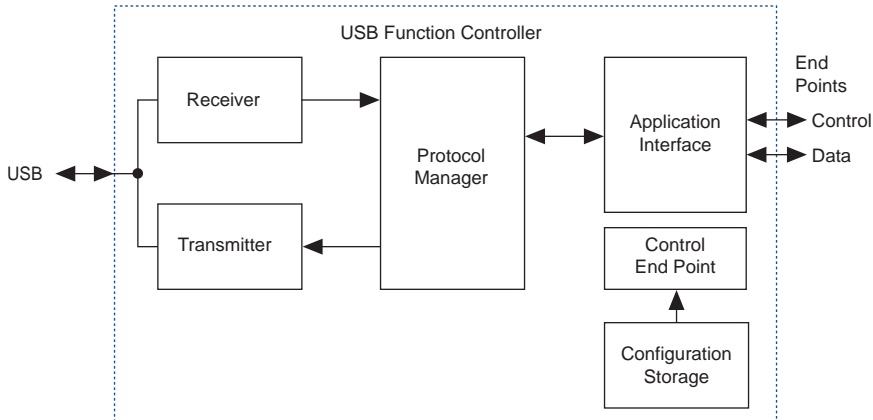 USB Function Controller
Receiver
Protocol
Manager
Application
Interface
End
Points
Control
Data
USB
Transmitter
Control
End Point
Configuration
Storage